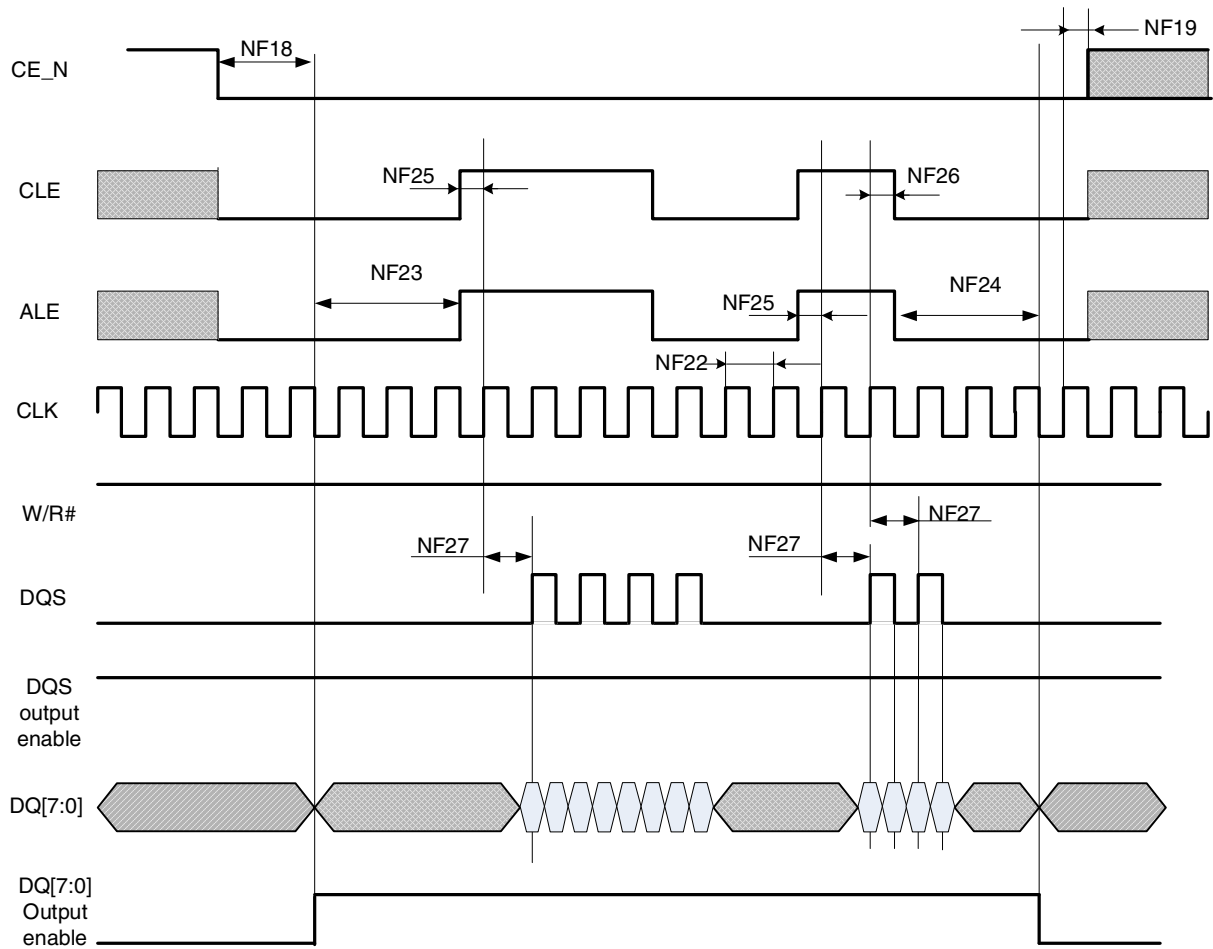 NF19
NF18
CE_N
NF25
NF26
CLE
NF23
NF24
NF25
ALE
NF22
CLK
W/R#
NF27
NF27
NF27
DQS
DQS
output
enable
DQ[7:0]
DQ[7:0]
Output
enable